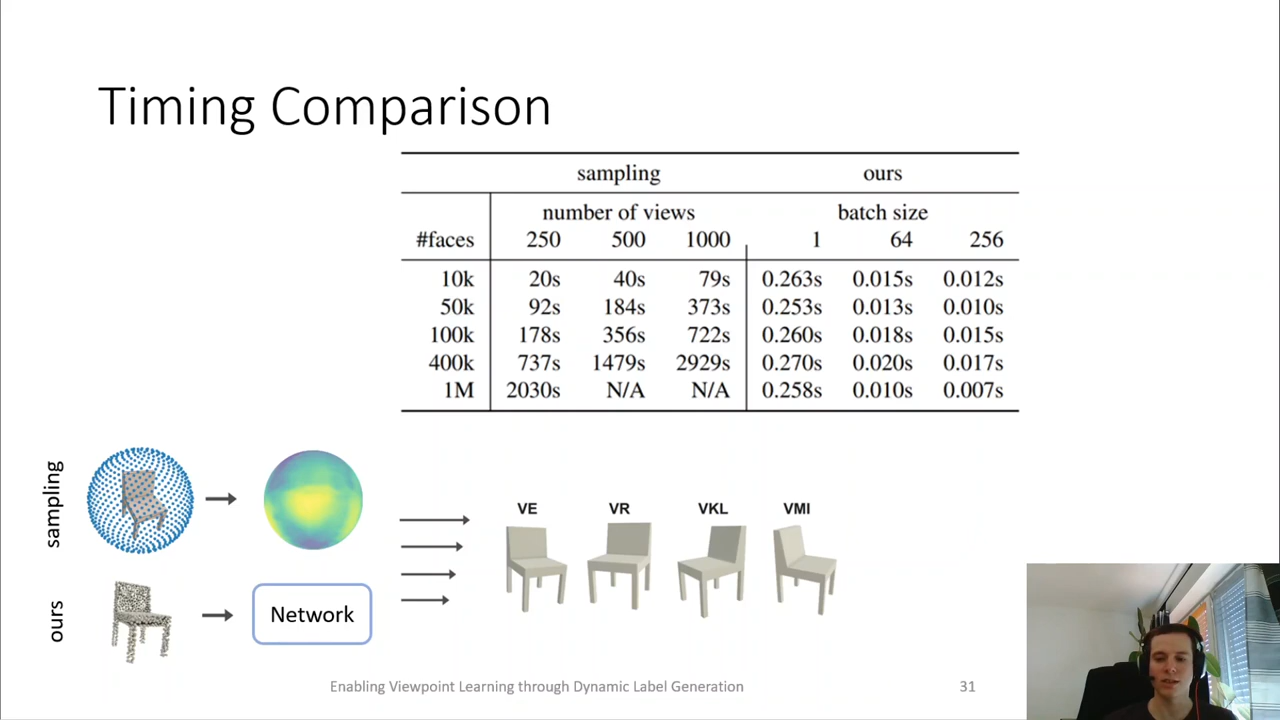 Timing Comparison
sampling ours
number of views batch size
#faces 250 500 1000 1 64 256
10k 20s 40s 79s 0.263s 0.015s 0.012s
50k 92s 184s 373s 0.253s 0.013s 0.010s
100k 178s 356s 722s 0.260s 0.018s 0.015s
400k 737s 1479s 2929s 0.270s 0.020s 0.017s
1M 2030s N/A N/A 0.258s 0.010s 0.007s
sampling
VE VR VKL VMI
ours
Network
Enabling Viewpoint Learning through Dynamic Label Generation 31